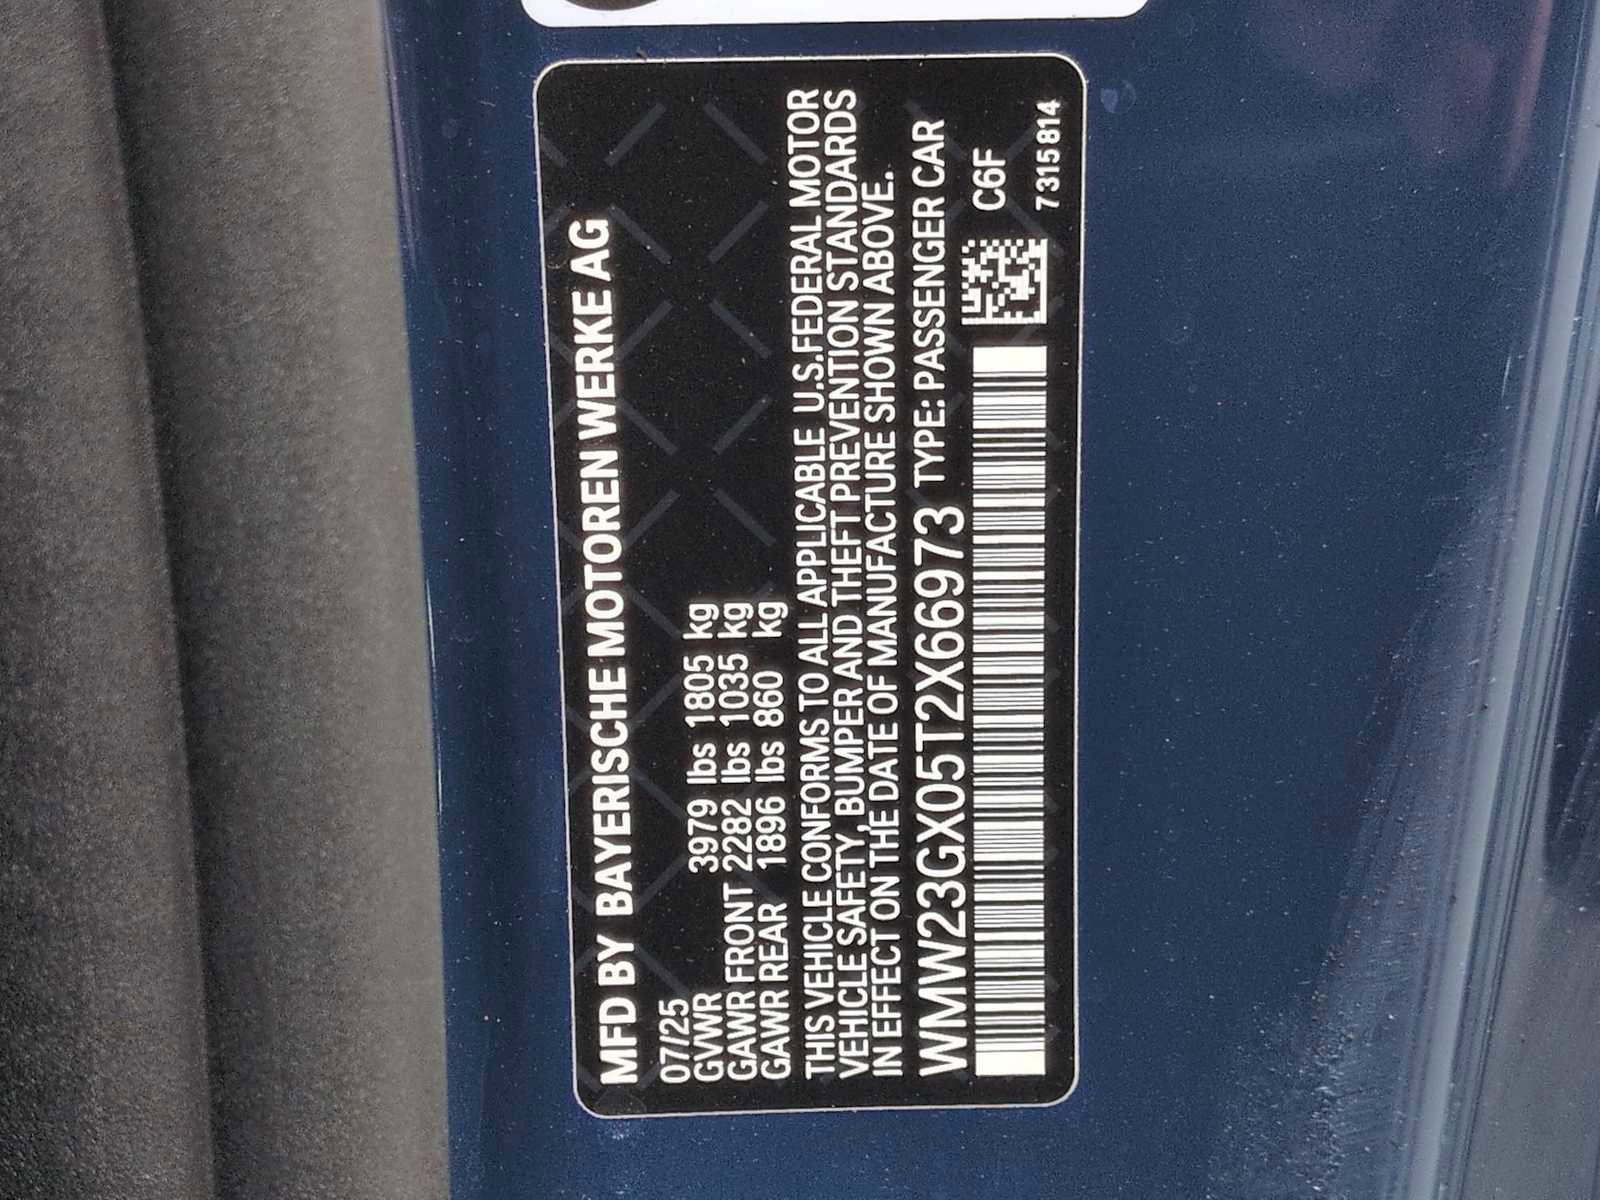 MFD BY BAYERISCHE MOTOREN WERKE AG
07/25
GVWR 3979 lbs 1805 kg
GAWR FRONT 2282 lbs 1035 kg
GAWR REAR 1896 lbs 860 kg
THIS VEHICLE CONFORMS TO ALL APPLICABLE U.S.FEDERAL MOTOR
VEHICLE SAFETY, BUMPER AND THEFT PREVENTION STANDARDS
IN EFFECT ON THE DATE OF MANUFACTURE SHOWN ABOVE.
WMW23GX05T2X66973 TYPE: PASSENGER CAR
C6F
7315814